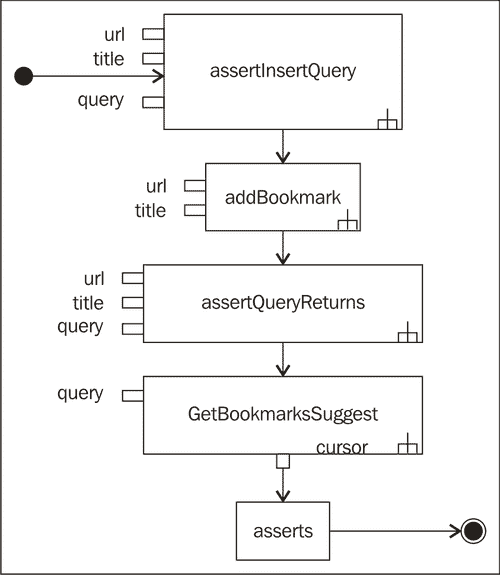 url
title
assertInsertQuery
query
url
addBookmark
title
url
title
assertQueryReturns
query
query
GetBookmarksSuggest
cursor
asserts